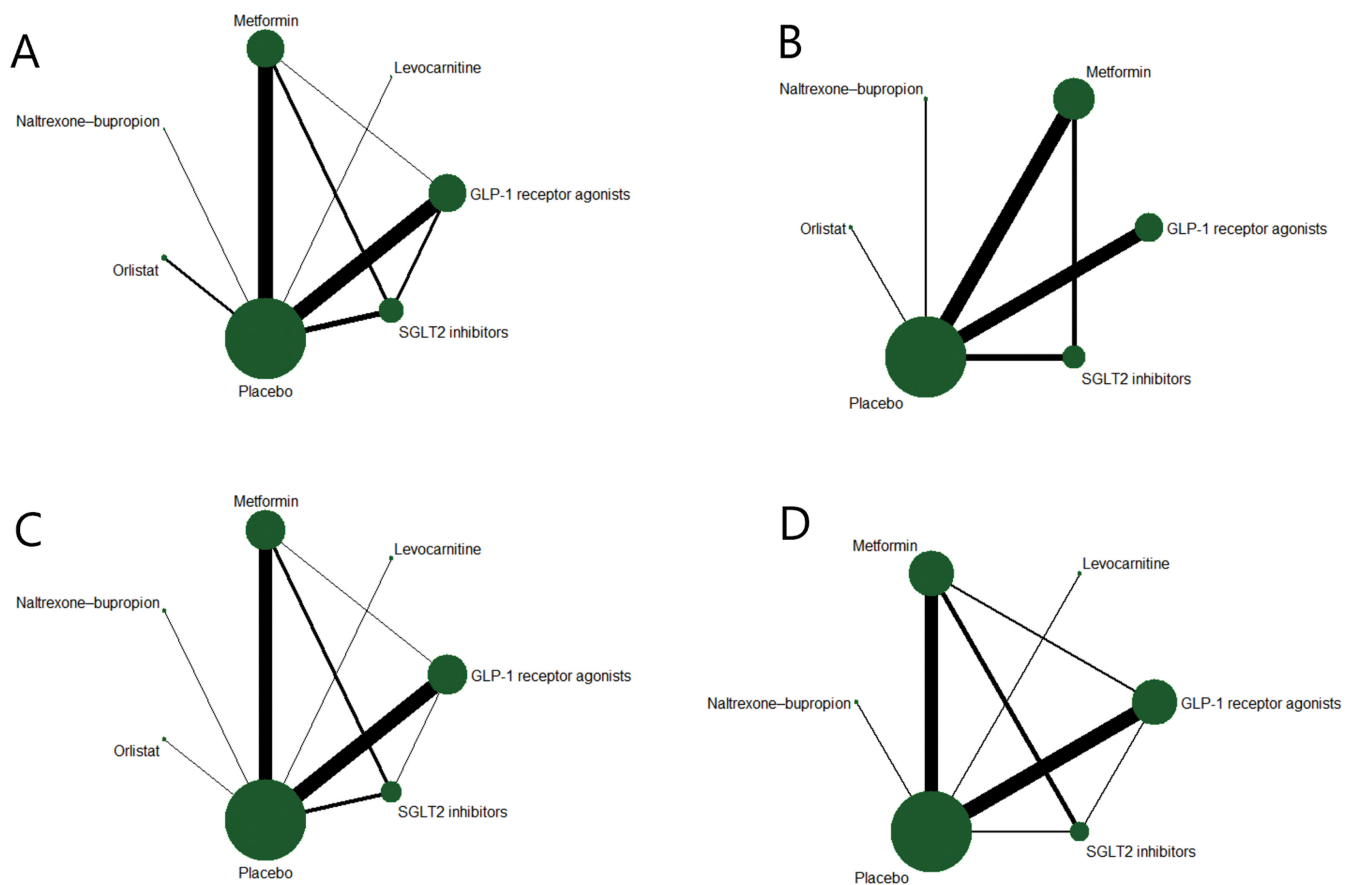 A
Metformin
Levocarnitine
Naltrexone–bupropion
GLP-1 receptor agonists
Orlistat
SGLT2 inhibitors
Placebo
B
Metformin
Naltrexone–bupropion
Orlistat
GLP-1 receptor agonists
SGLT2 inhibitors
Placebo
C
Metformin
Levocarnitine
Naltrexone–bupropion
GLP-1 receptor agonists
Orlistat
SGLT2 inhibitors
Placebo
D
Metformin
Levocarnitine
Naltrexone–bupropion
GLP-1 receptor agonists
SGLT2 inhibitors
Placebo